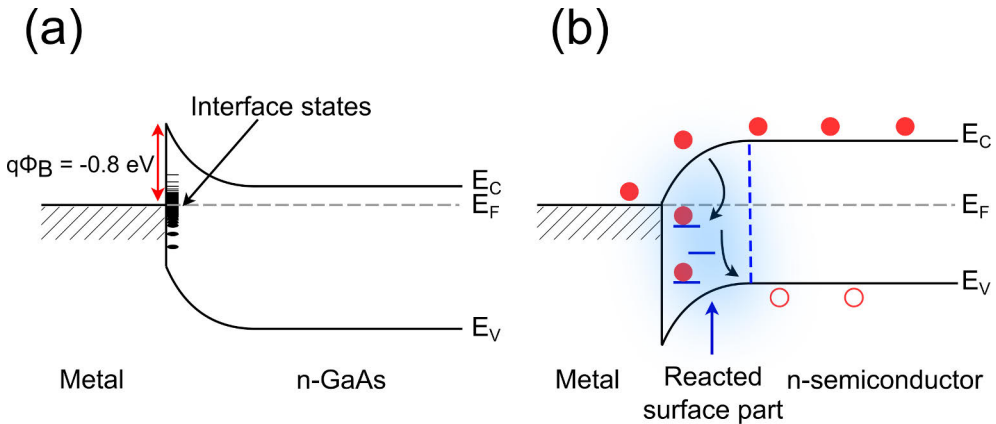 (a)
Interface states
qΦB = -0.8 eV
EC
EF
EV
Metal
n-GaAs
(b)
EC
EF
EV
Metal
Reacted
surface part
n-semiconductor